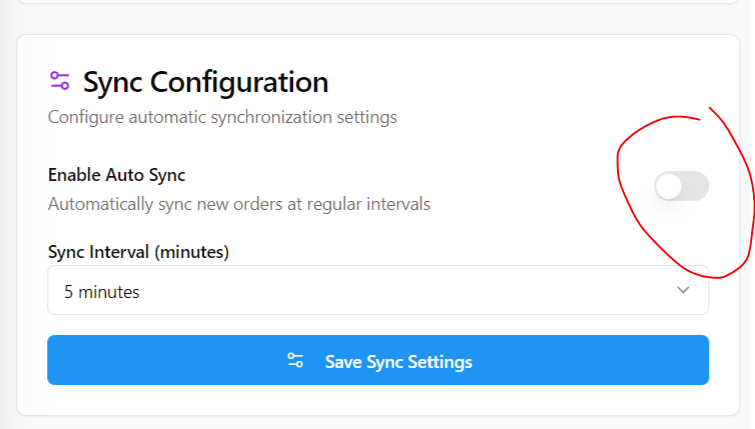 Sync Configuration
Configure automatic synchronization settings
Enable Auto Sync
Automatically sync new orders at regular intervals
Sync Interval (minutes)
5 minutes
Save Sync Settings